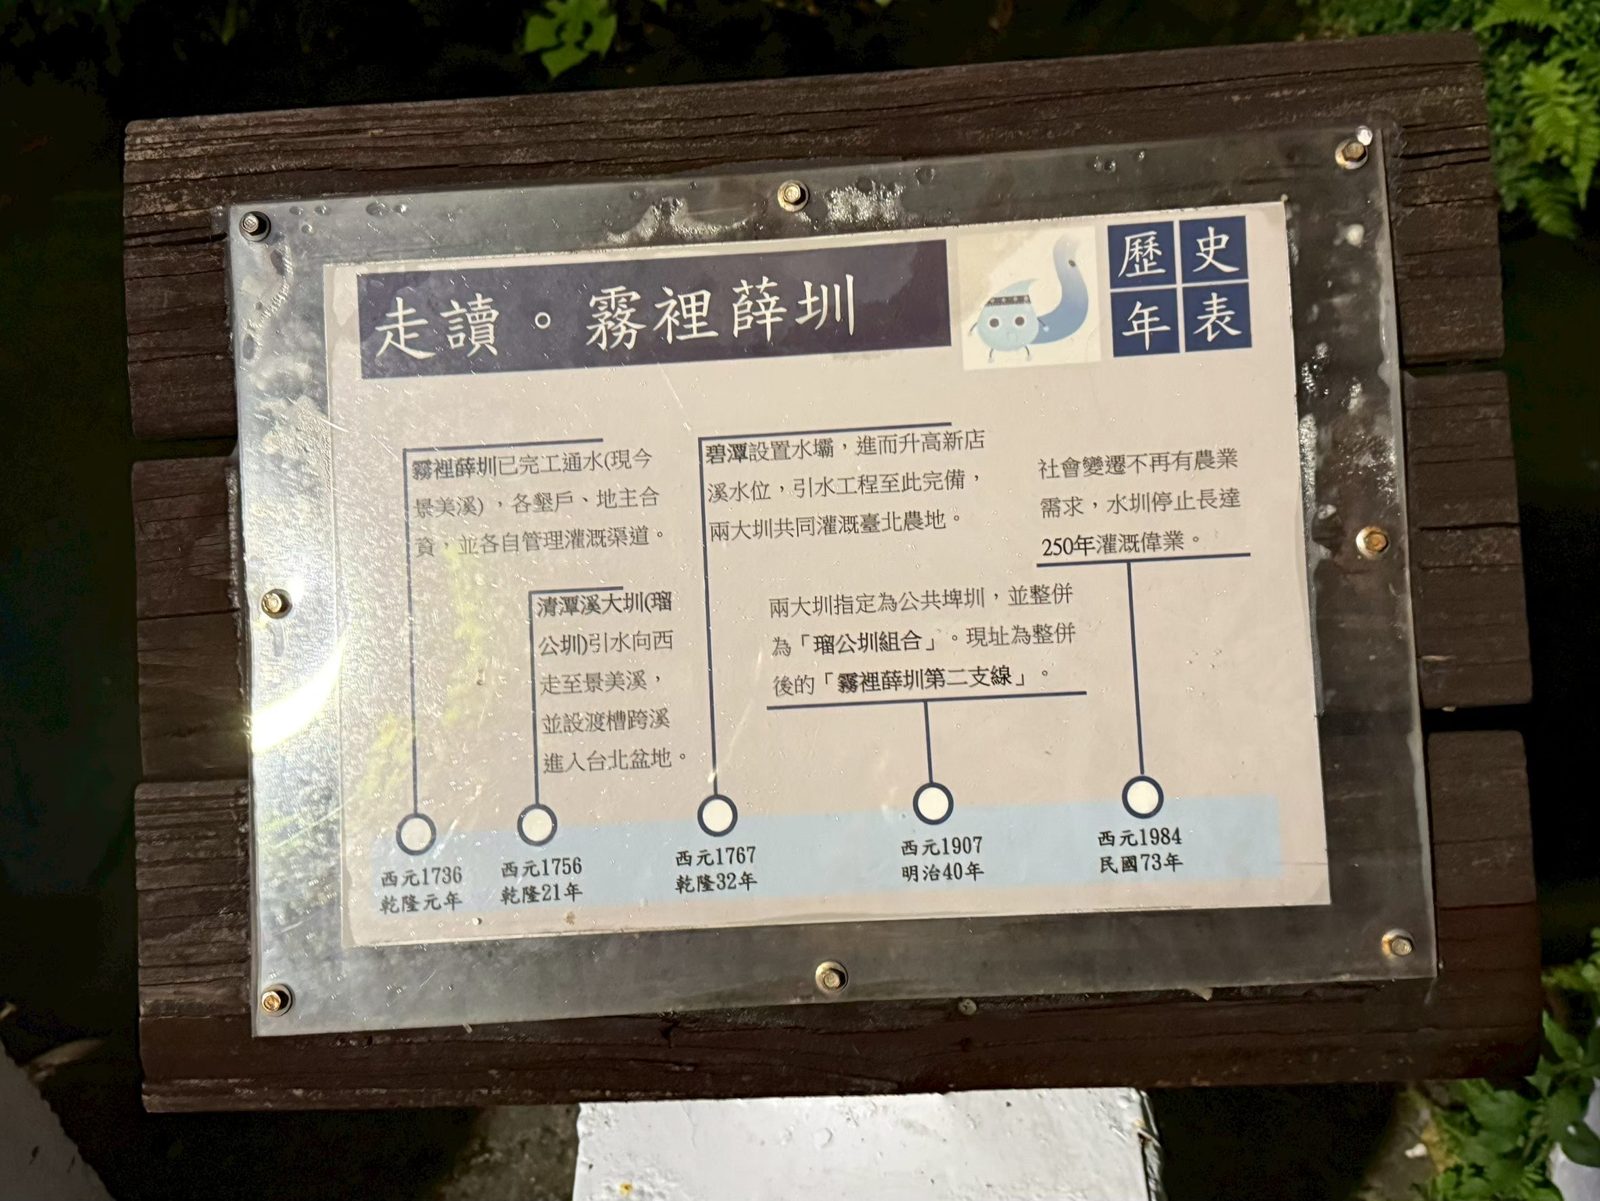 走讀。霧裡薛圳
歷史
年表
霧裡薛圳已完工通水(現今
景美溪)，各墾戶、地主合
資，並各自管理灌溉渠道。
清潭溪大圳(瑠
公圳)引水向西
走至景美溪，
並設渡槽跨溪
進入台北盆地。
碧潭設置水壩，進而升高新店
溪水位，引水工程至此完備，
兩大圳共同灌溉臺北農地。
兩大圳指定為公共埤圳，並整併
為「瑠公圳組合」。現址為整併
後的「霧裡薛圳第二支線」。
社會變遷不再有農業
需求，水圳停止長達
250年灌溉偉業。
西元1736
乾隆元年
西元1756
乾隆21年
西元1767
乾隆32年
西元1907
明治40年
西元1984
民國73年